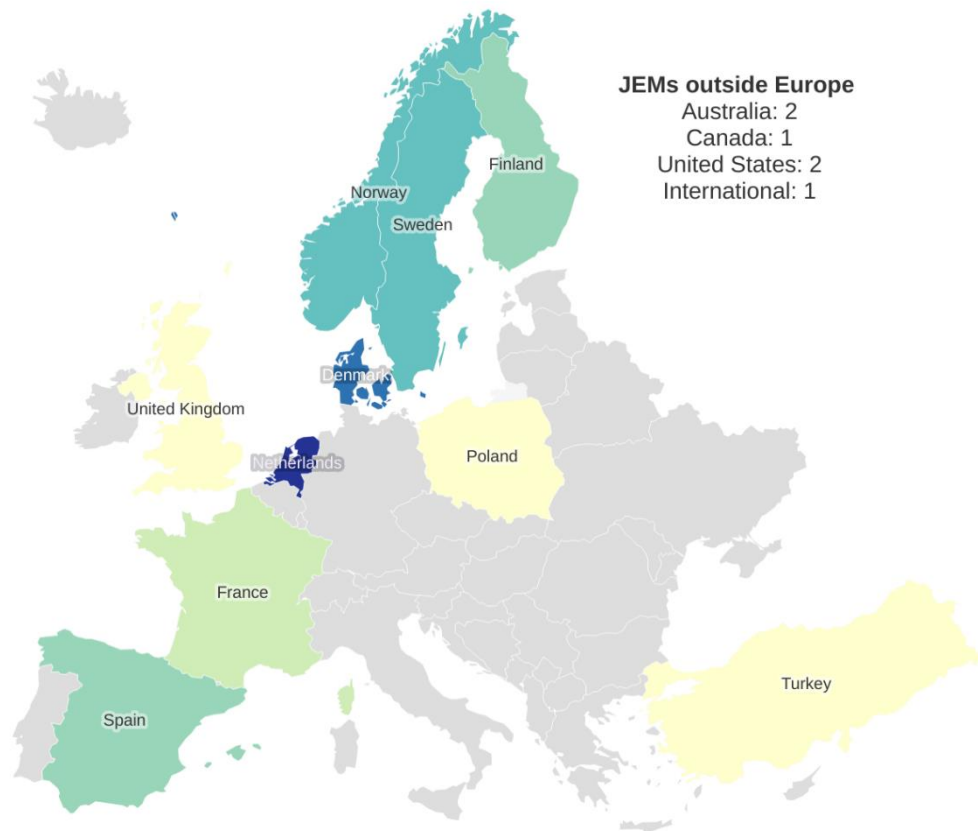 JEMs outside Europe
Australia: 2
Canada: 1
United States: 2
International: 1
Finland
Norway
Sweden
Denmark
United Kingdom
Netherlands
Poland
France
Turkey
Spain